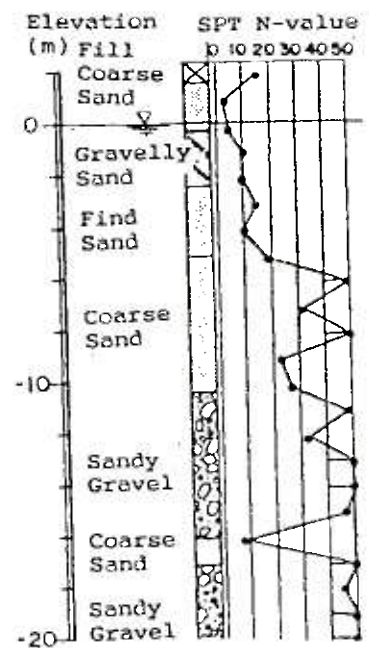 Elevation SPT N-value
(m) Fill 0 10 20 30 40 50
Coarse
Sand
0
Gravelly
Sand
Find
Sand
Coarse
Sand
-10
Sandy
Gravel
Coarse
Sand
Sandy
-20 Gravel